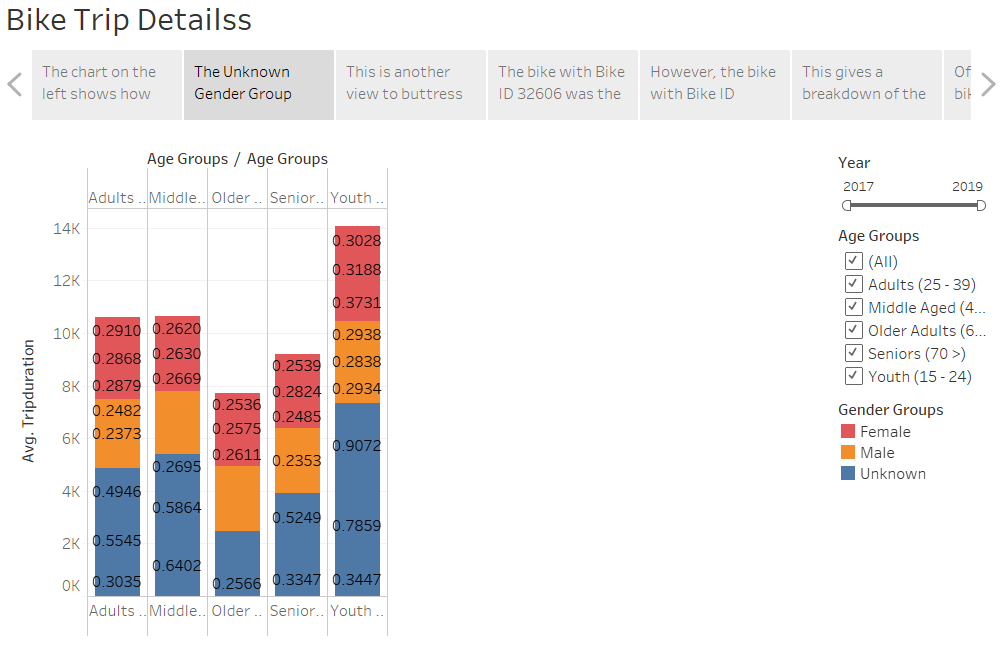 Bike Trip Detailss
The chart on the
left shows how
The Unknown
Gender Group
This is another
view to buttress
The bike with Bike
ID 32606 was the
However, the bike
with Bike ID
This gives a
breakdown of the
Of
bik
Age Groups / Age Groups
Adults .. Middle.. Older .. Senior.. Youth ..
Avg. Tripduration
14K
12K
10K
8K
6K
4K
2K
0K
0.2910
0.2868
0.2879
0.2482
0.2373
0.4946
0.5545
0.3035
0.2620
0.2630
0.2669
0.2695
0.5864
0.6402
0.2536
0.2575
0.2611
0.2566
0.2539
0.2824
0.2485
0.2353
0.5249
0.3347
0.3028
0.3188
0.3731
0.2938
0.2838
0.2934
0.9072
0.7859
0.3447
Adults .. Middle.. Older .. Senior.. Youth ..
Year
2017 2019
Age Groups
(All)
Adults (25 - 39)
Middle Aged (4...
Older Adults (6...
Seniors (70 >)
Youth (15 - 24)
Gender Groups
Female
Male
Unknown